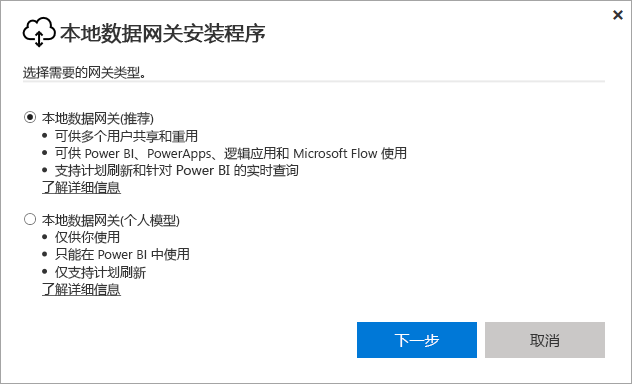 本地数据网关安装程序
选择需要的网关类型。
本地数据网关(推荐)
• 可供多个用户共享和重用
• 可供 Power BI、PowerApps、逻辑应用和 Microsoft Flow 使用
• 支持计划刷新和针对 Power BI 的实时查询
了解详细信息
本地数据网关(个人模型)
• 仅供你使用
• 只能在 Power BI 中使用
• 仅支持计划刷新
了解详细信息
下一步 取消